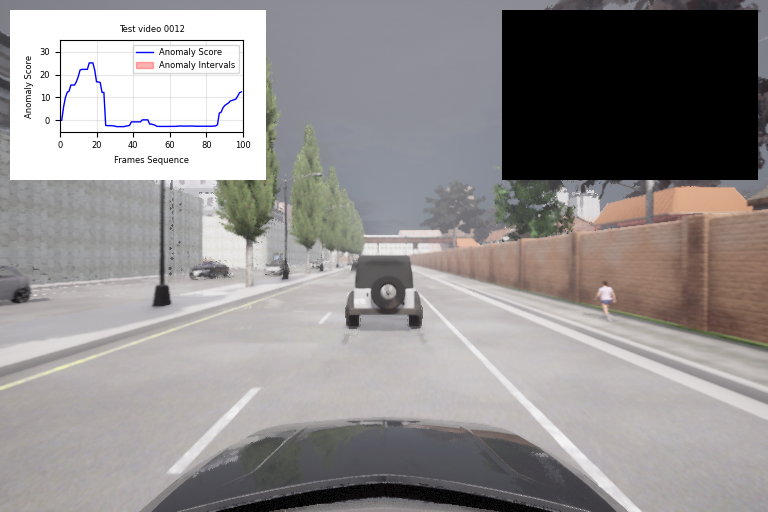 Test video 0012
Anomaly Score
30
20
10
0
Anomaly Score
Anomaly Intervals
0 20 40 60 80 100
Frames Sequence